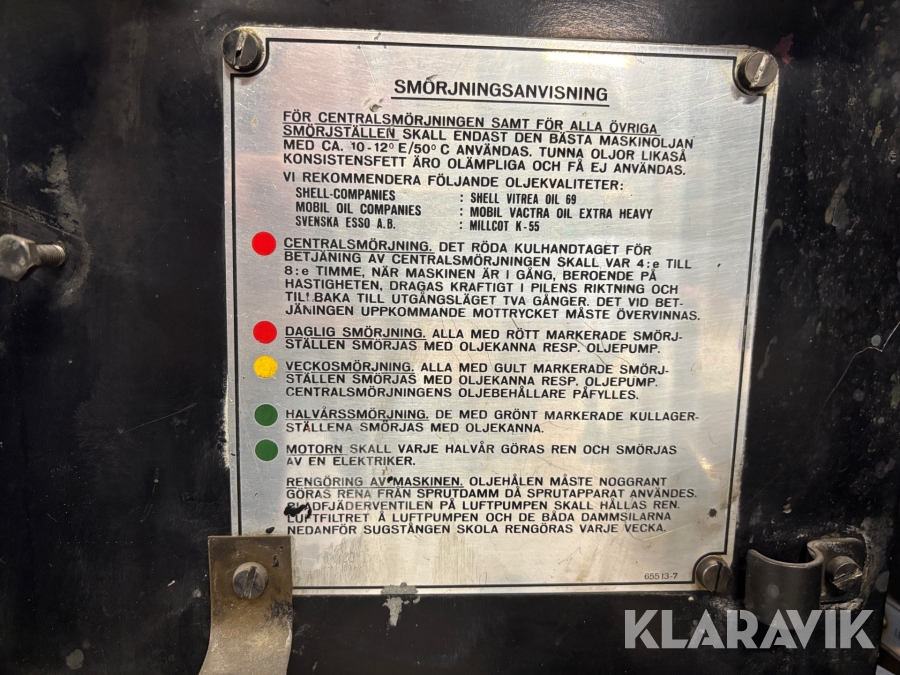 SMÖRJNINGSANVISNING
FÖR CENTRALSMÖRJNINGEN SAMT FÖR ALLA ÖVRIGA
SMÖRJSTÄLLEN SKALL ENDAST DEN BÄSTA MASKINOLJAN
MED CA. 10-12° E/50° C ANVÄNDAS. TUNNA OLJOR LIKASÅ
KONSISTENSFETT ÄRO OLÄMPLIGA OCH FÅ EJ ANVÄNDAS.
VI REKOMMENDERA FÖLJANDE OLJEKVALITETER:
SHELL-COMPANIES : SHELL VITREA OIL 69
MOBIL OIL COMPANIES : MOBIL VACTRA OIL EXTRA HEAVY
SVENSKA ESSO A.B. : MILLCOT K-55
CENTRALSMÖRJNING. DET RÖDA KULHANDTAGET FÖR
BETJÄNING AV CENTRALSMÖRJNINGEN SKALL VAR 4:e TILL
8:e TIMME, NÄR MASKINEN ÄR I GÅNG, BEROENDE PÅ
HASTIGHETEN, DRAGAS KRAFTIGT I PILENS RIKTNING OCH
TILLBAKA TILL UTGÅNGSLÄGET TVÅ GÅNGER. DET VID BET-
JÄNINGEN UPPKOMMANDE MOTTRYCKET MÅSTE ÖVERVINNAS.
DAGLIG SMÖRJNING. ALLA MED RÖTT MARKERADE SMÖRJ-
STÄLLEN SMÖRJAS MED OLJEKANNA RESP. OLJEPUMP.
VECKOSMÖRJNING. ALLA MED GULT MARKERADE SMÖRJ-
STÄLLEN SMÖRJAS MED OLJEKANNA RESP. OLJEPUMP.
CENTRALSMÖRJNINGENS OLJEBEHÅLLARE PÅFYLLES.
HALVÅRSSMÖRJNING. DE MED GRÖNT MARKERADE KULLAGER-
STÄLLENA SMÖRJAS MED OLJEKANNA.
MOTORN SKALL VARJE HALVÅR GÖRAS REN OCH SMÖRJAS
AV EN ELEKTRIKER.
RENGÖRING AV MASKINEN. OLJEHÅLEN MÅSTE NOGGRANT
GÖRAS RENA FRÅN SPRUTDAMM DÅ SPRUTAPPARAT ANVÄNDES.
PÅ LUFTPUMPEN SKALL HÅLLAS REN.
LUFTFILTRET Å LUFTPUMPEN OCH DE BÅDA DAMMSILARNA
NEDANFÖR SUGSTÅNGEN SKOLA RENGÖRAS VARJE VECKA.
65513-7
KLARAVIK